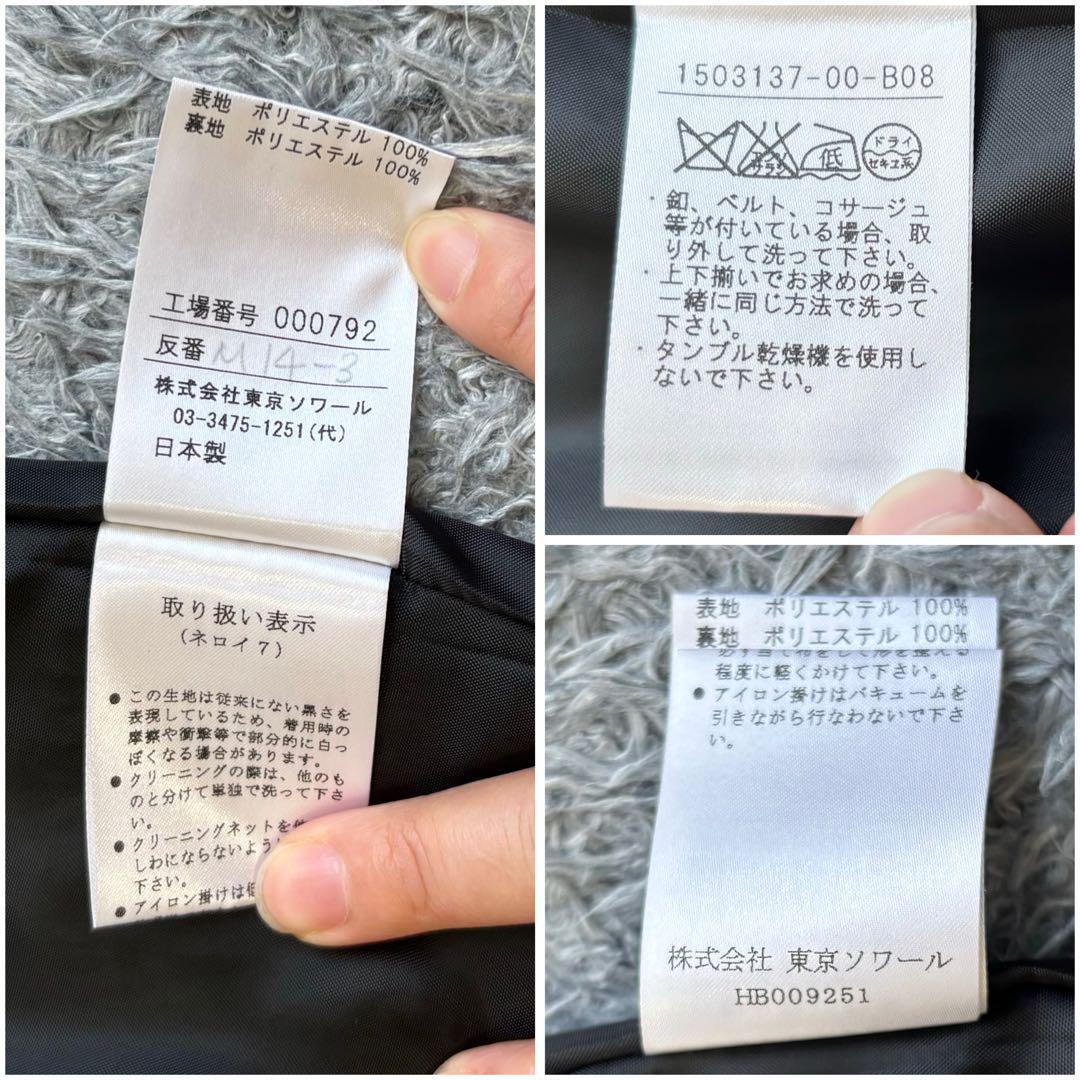 表地 ポリエステル 100%
裏地 ポリエステル 100%
工場番号 000792
反番 M 14-3
株式会社東京ソワール
03-3475-1251(代)
日本製
取り扱い表示
(ネロイ7)
● この生地は従来にない黒さを
表現しているため、着用時の
摩擦や衝撃等で部分的に白っ
ぽくなる場合があります。
● クリーニングの際は、他のも
のと分けて単独で洗って下さ
い。
● クリーニングネットを
しわにならないよう
下さい。
● アイロン掛けは低
1503137-00-B08
エンソ
サラシ
低
ドライ
セキユ系
・釦、ベルト、コサージュ
等が付いている場合、取
り外して洗って下さい。
・上下揃いでお求めの場合、
一緒に同じ方法で洗って
下さい。
・タンブル乾燥機を使用し
ないで下さい。
表地 ポリエステル 100%
裏地 ポリエステル 100%
程度に軽くかけて下さい。
● アイロン掛けはバキュームを
引きながら行なわないで下さ
い。
株式会社 東京ソワール
HB009251